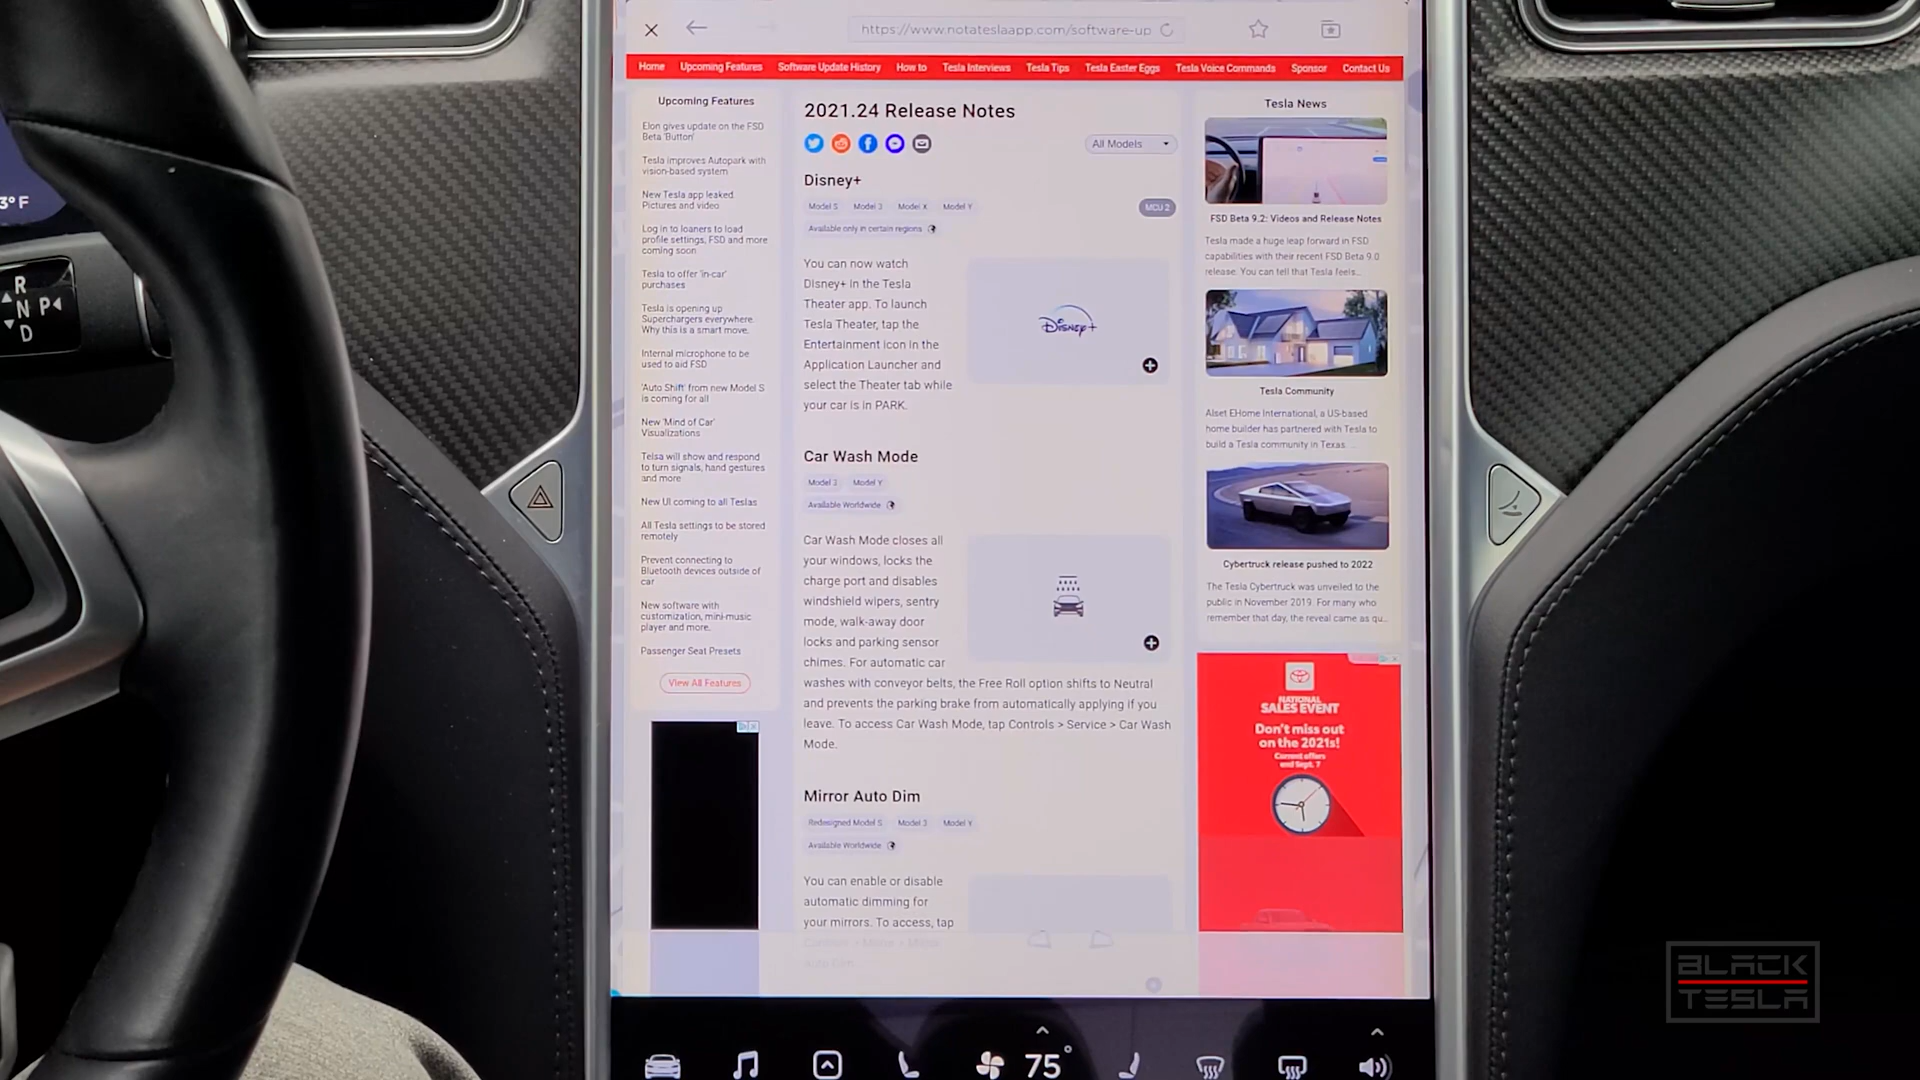 https://www.notateslaapp.com/software-up
Home Upcoming Features Software Update History How to Tesla Interviews Tesla Tips Tesla Easter Eggs Tesla Voice Commands Sponsor Contact Us
Upcoming Features
Elon gives update on the FSD
Beta 'Button'
Tesla improves Autopark with
vision-based system
New Tesla app leaked.
Pictures and video
Log in to loaners to load
profile settings, FSD and more
coming soon
Tesla to offer 'in-car'
purchases
Tesla is opening up
Superchargers everywhere.
Why this is a smart move.
Internal microphone to be
used to aid FSD
'Auto Shift' from new Model S
is coming for all
New 'Mind of Car'
Visualizations
Telsa will show and respond
to turn signals, hand gestures
and more
New UI coming to all Teslas
All Tesla settings to be stored
remotely
Prevent connecting to
Bluetooth devices outside of
car
New software with
customization, mini-music
player and more.
Passenger Seat Presets
View All Features
2021.24 Release Notes
All Models
Disney+
Model S Model 3 Model X Model Y
MCU 2
Available only in certain regions
You can now watch
Disney+ in the Tesla
Theater app. To launch
Tesla Theater, tap the
Entertainment icon in the
Application Launcher and
select the Theater tab while
your car is in PARK.
Disney+
Car Wash Mode
Model 3 Model Y
Available Worldwide
Car Wash Mode closes all
your windows, locks the
charge port and disables
windshield wipers, sentry
mode, walk-away door
locks and parking sensor
chimes. For automatic car
washes with conveyor belts, the Free Roll option shifts to Neutral
and prevents the parking brake from automatically applying if you
leave. To access Car Wash Mode, tap Controls > Service > Car Wash
Mode.
Mirror Auto Dim
Redesigned Model S Model 3 Model Y
Available Worldwide
You can enable or disable
automatic dimming for
your mirrors. To access, tap
Tesla News
FSD Beta 9.2: Videos and Release Notes
Tesla made a huge leap forward in FSD
capabilities with their recent FSD Beta 9.0
release. You can tell that Tesla feels...
Tesla Community
Alset EHome International, a US-based
home builder has partnered with Tesla to
build a Tesla community in Texas. ...
Cybertruck release pushed to 2022
The Tesla Cybertruck was unveiled to the
public in November 2019. For many who
remember that day, the reveal came as qu...
NATIONAL
SALES EVENT
Don't miss out
on the 2021s!
Current offers
end Sept. 7
3°F
R
N P
D
75°
BLACK
TESLA